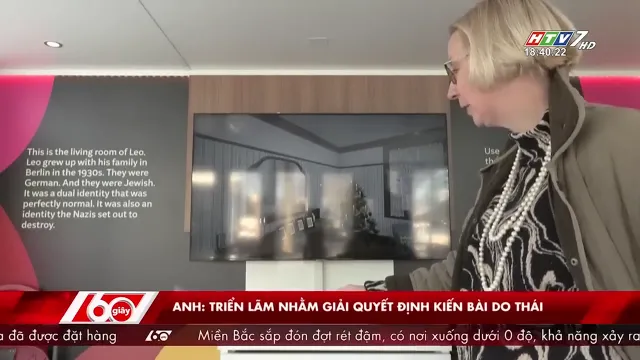 HTV7 HD
18:40:22
This is the living room of Leo.
Leo grew up with his family in
Berlin in the 1930s. They were
German. And they were Jewish.
It was a dual identity that was
perfectly normal. It was also an
identity the Nazis set out to
destroy.
Use
the
60 giây
ANH: TRIỂN LÃM NHẰM GIẢI QUYẾT ĐỊNH KIẾN BÀI DO THÁI
a đã được đặt hàng 60 giây Miền Bắc sắp đón đợt rét đậm, có nơi xuống dưới 0 độ, khả năng xảy ra